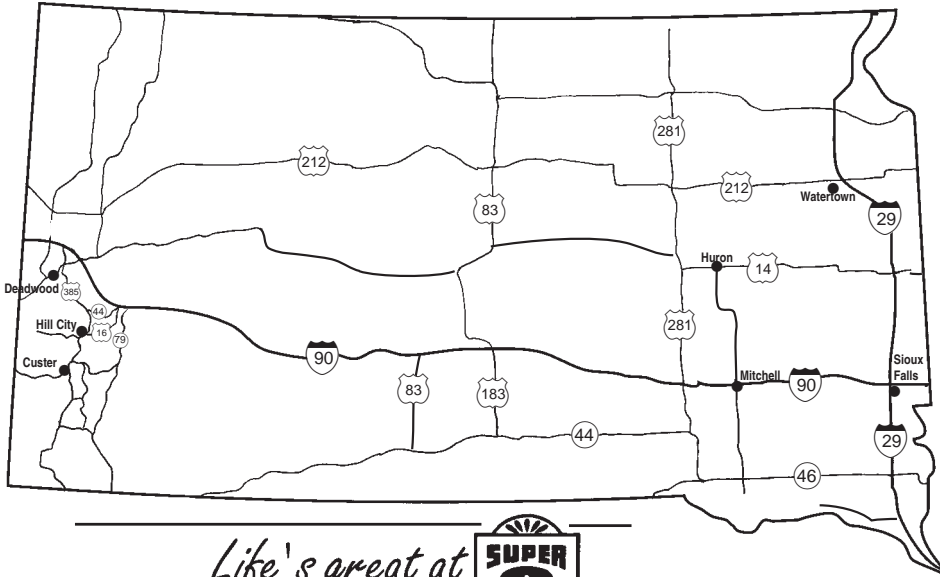 281
212
212
Watertown
83
29
Huron
14
Deadwood
385
44
Hill City
16
79
281
Custer
90
Sioux
Falls
Mitchell
90
83
183
44
29
46
Life's great at
SUPER